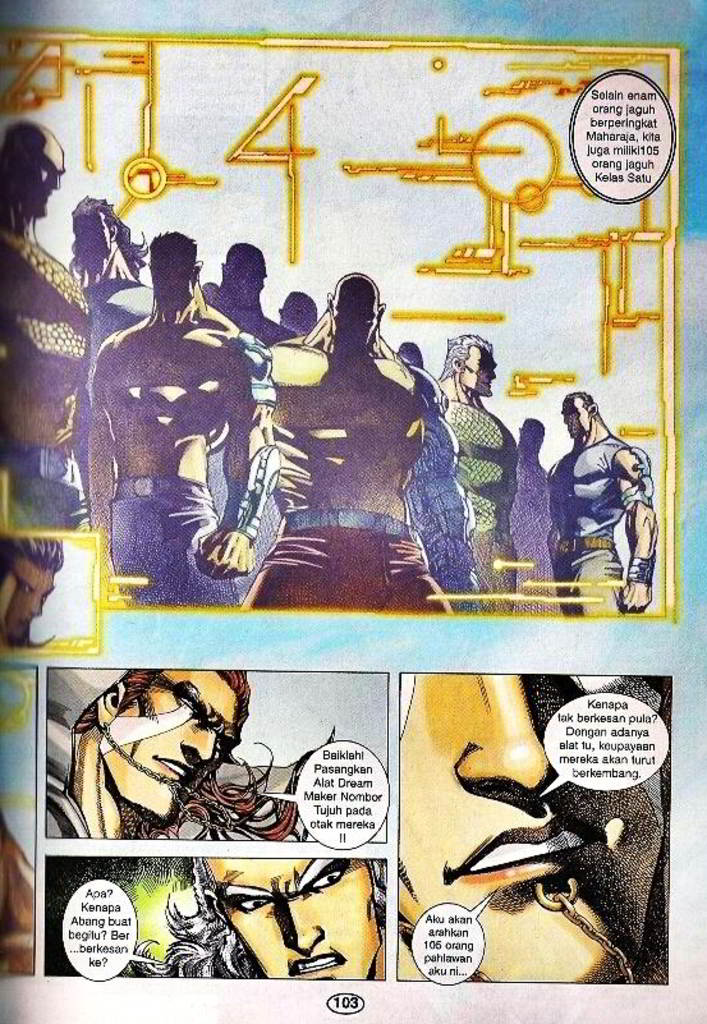 Selain enam
orang jaguh
berperingkat
Maharaja, kita
juga miliki105
orang jaguh
Kelas Satu
Baiklah!
Pasangkan
Alat Dream
Maker Nombor
Tujuh pada
otak mereka
!!
Kenapa
tak berkesan pula?
Dengan adanya
alat tu, keupayaan
mereka akan turut
berkembang.
Apa?
Kenapa
Abang buat
begitu? Ber
...berkesan
ke?
Aku akan
arahkan
105 orang
pahlawan
aku ni...
103